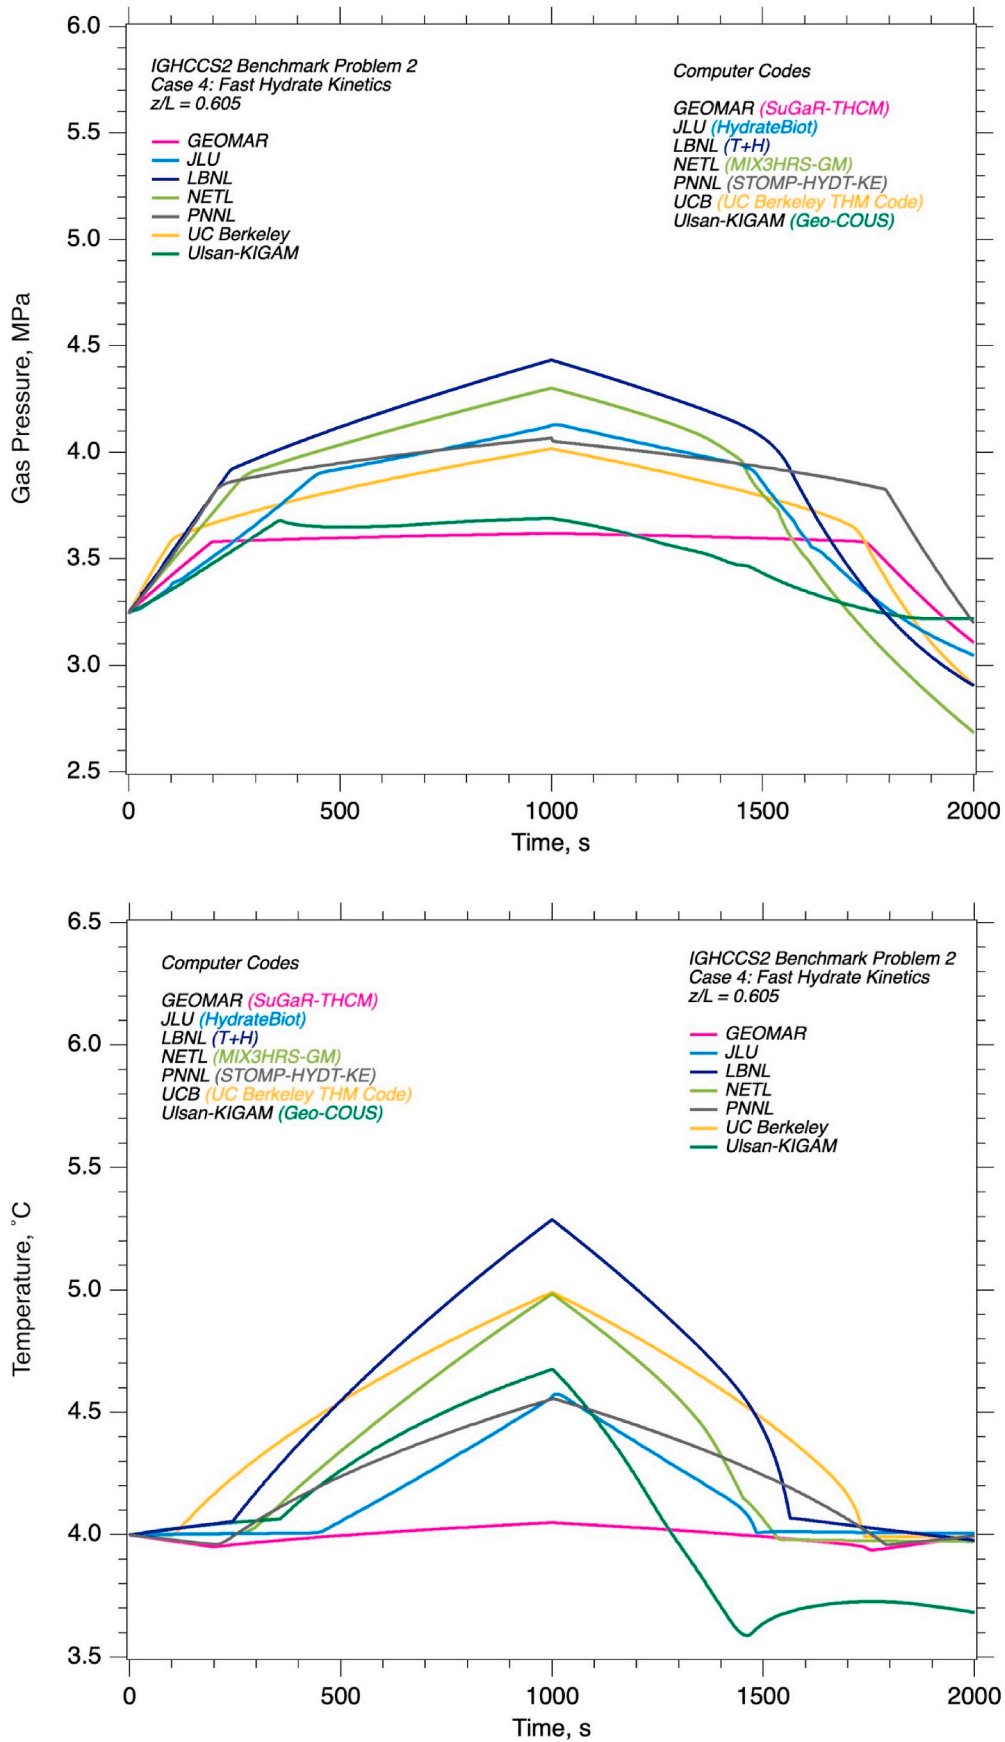 6.0
5.5
5.0
4.5
4.0
3.5
3.0
2.5
Gas Pressure, MPa
IGHCCS2 Benchmark Problem 2
Case 4: Fast Hydrate Kinetics
z/L = 0.605
GEOMAR
JLU
LBNL
NETL
PNNL
UC Berkeley
Ulsan-KIGAM
Computer Codes
GEOMAR (SuGaR-THCM)
JLU (HydrateBiot)
LBNL (T+H)
NETL (MIX3HRS-GM)
PNNL (STOMP-HYDT-KE)
UCB (UC Berkeley THM Code)
Ulsan-KIGAM (Geo-COUS)
0 500 1000 1500 2000
Time, s
6.5
6.0
5.5
5.0
4.5
4.0
3.5
Temperature, °C
Computer Codes
GEOMAR (SuGaR-THCM)
JLU (HydrateBiot)
LBNL (T+H)
NETL (MIX3HRS-GM)
PNNL (STOMP-HYDT-KE)
UCB (UC Berkeley THM Code)
Ulsan-KIGAM (Geo-COUS)
IGHCCS2 Benchmark Problem 2
Case 4: Fast Hydrate Kinetics
z/L = 0.605
GEOMAR
JLU
LBNL
NETL
PNNL
UC Berkeley
Ulsan-KIGAM
0 500 1000 1500 2000
Time, s